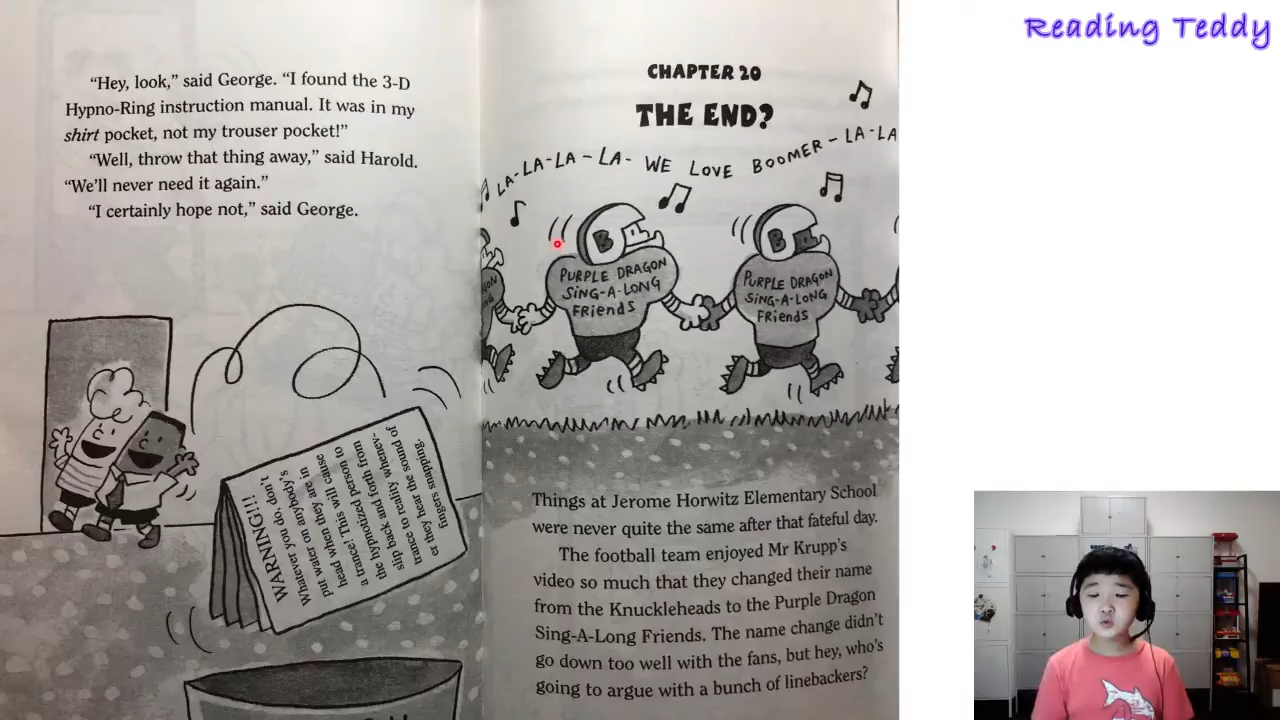 Reading Teddy
“Hey, look,” said George. “I found the 3-D
Hypno-Ring instruction manual. It was in my
shirt pocket, not my trouser pocket!”
“Well, throw that thing away,” said Harold.
“We’ll never need it again.”
“I certainly hope not,” said George.
WARNING!!!
Whatever you do, don’t
put water on anybody’s
head when they are in
a trance! This will cause
the hypnotized person to
slip back and forth from
trance to reality whenev-
er they hear the sound of
fingers snapping.
CHAPTER 20
THE END?
LA-LA-LA-LA- WE LOVE BOOMER-LA-LA
B
PURPLE DRAGON
SING-A-LONG
FRiendS
B
PURPLE DRAGON
SING-A-LONG
FRiendS
Things at Jerome Horwitz Elementary School
were never quite the same after that fateful day.
The football team enjoyed Mr Krupp’s
video so much that they changed their name
from the Knuckleheads to the Purple Dragon
Sing-A-Long Friends. The name change didn’t
go down too well with the fans, but hey, who’s
going to argue with a bunch of linebackers?